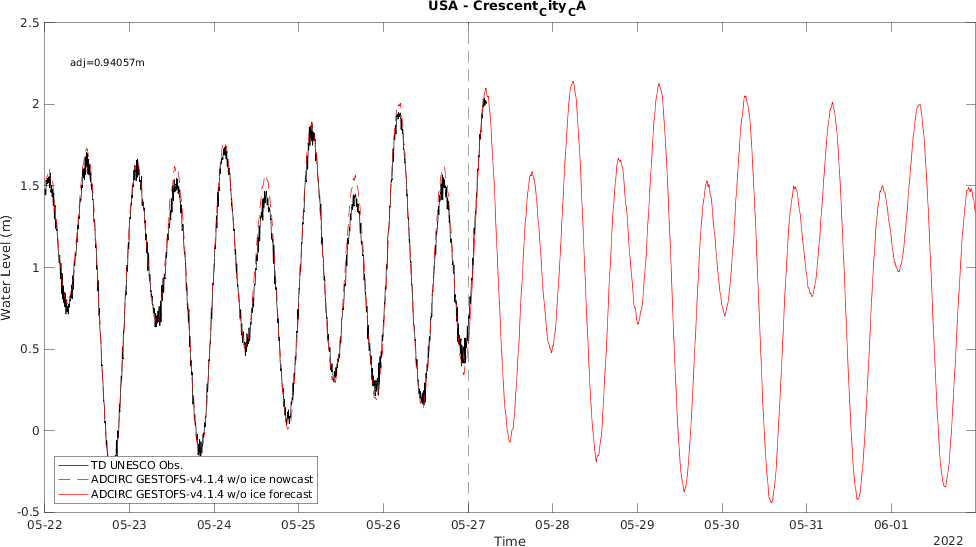 USA - CrescentCityCA
2.5
adj=0.94057m
2
1.5
1
0.5
0
-0.5
Water Level (m)
TD UNESCO Obs.
ADCIRC GESTOFS-v4.1.4 w/o ice nowcast
ADCIRC GESTOFS-v4.1.4 w/o ice forecast
05-22 05-23 05-24 05-25 05-26 05-27 05-28 05-29 05-30 05-31 06-01
Time
2022